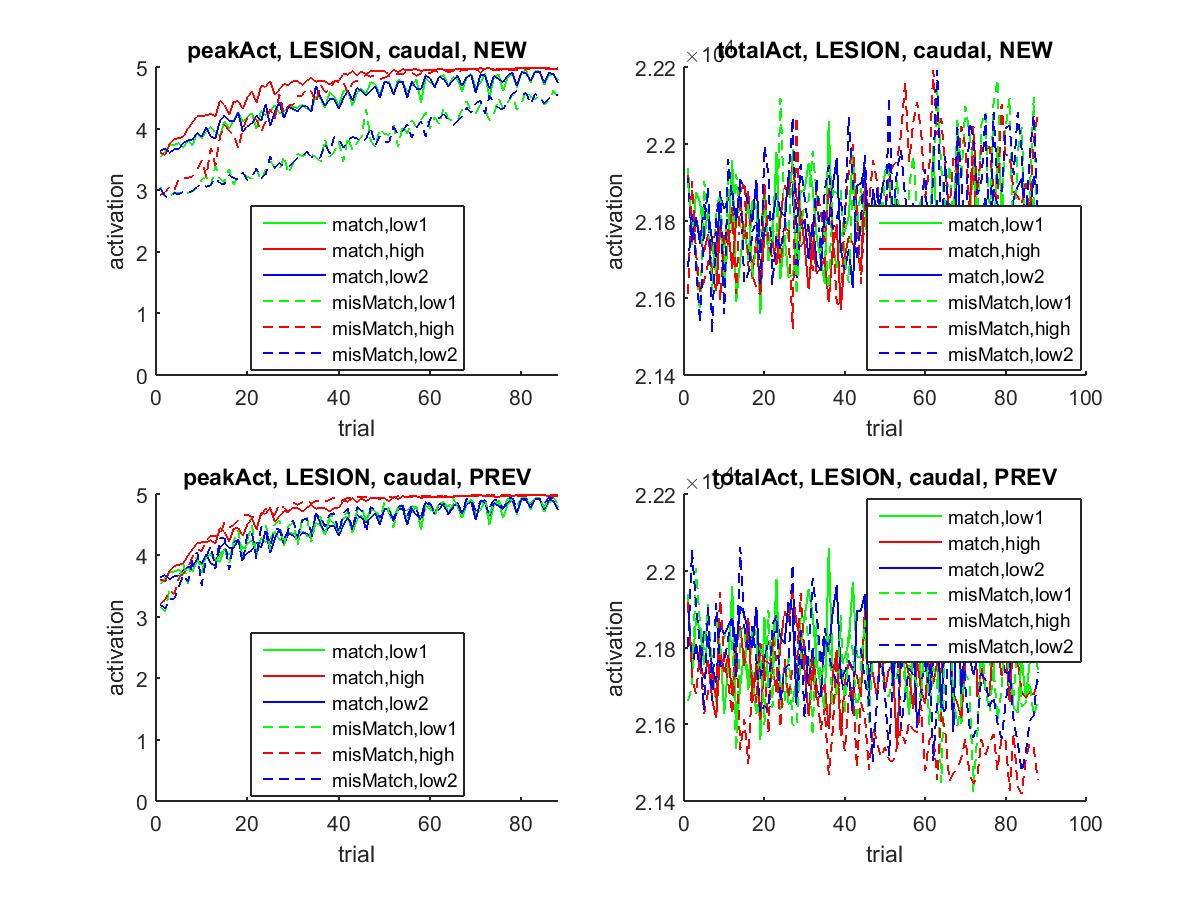 peakAct, LESION, caudal, NEW
5
4
3
2
1
0
activation
match,low1
match,high
match,low2
misMatch,low1
misMatch,high
misMatch,low2
0 20 40 60 80
trial
×10⁴
totalAct, LESION, caudal, NEW
2.22
2.2
2.18
2.16
2.14
activation
match,low1
match,high
match,low2
misMatch,low1
misMatch,high
misMatch,low2
0 20 40 60 80 100
trial
peakAct, LESION, caudal, PREV
5
4
3
2
1
0
activation
match,low1
match,high
match,low2
misMatch,low1
misMatch,high
misMatch,low2
0 20 40 60 80
trial
×10⁴
totalAct, LESION, caudal, PREV
2.22
2.2
2.18
2.16
2.14
activation
match,low1
match,high
match,low2
misMatch,low1
misMatch,high
misMatch,low2
0 20 40 60 80 100
trial